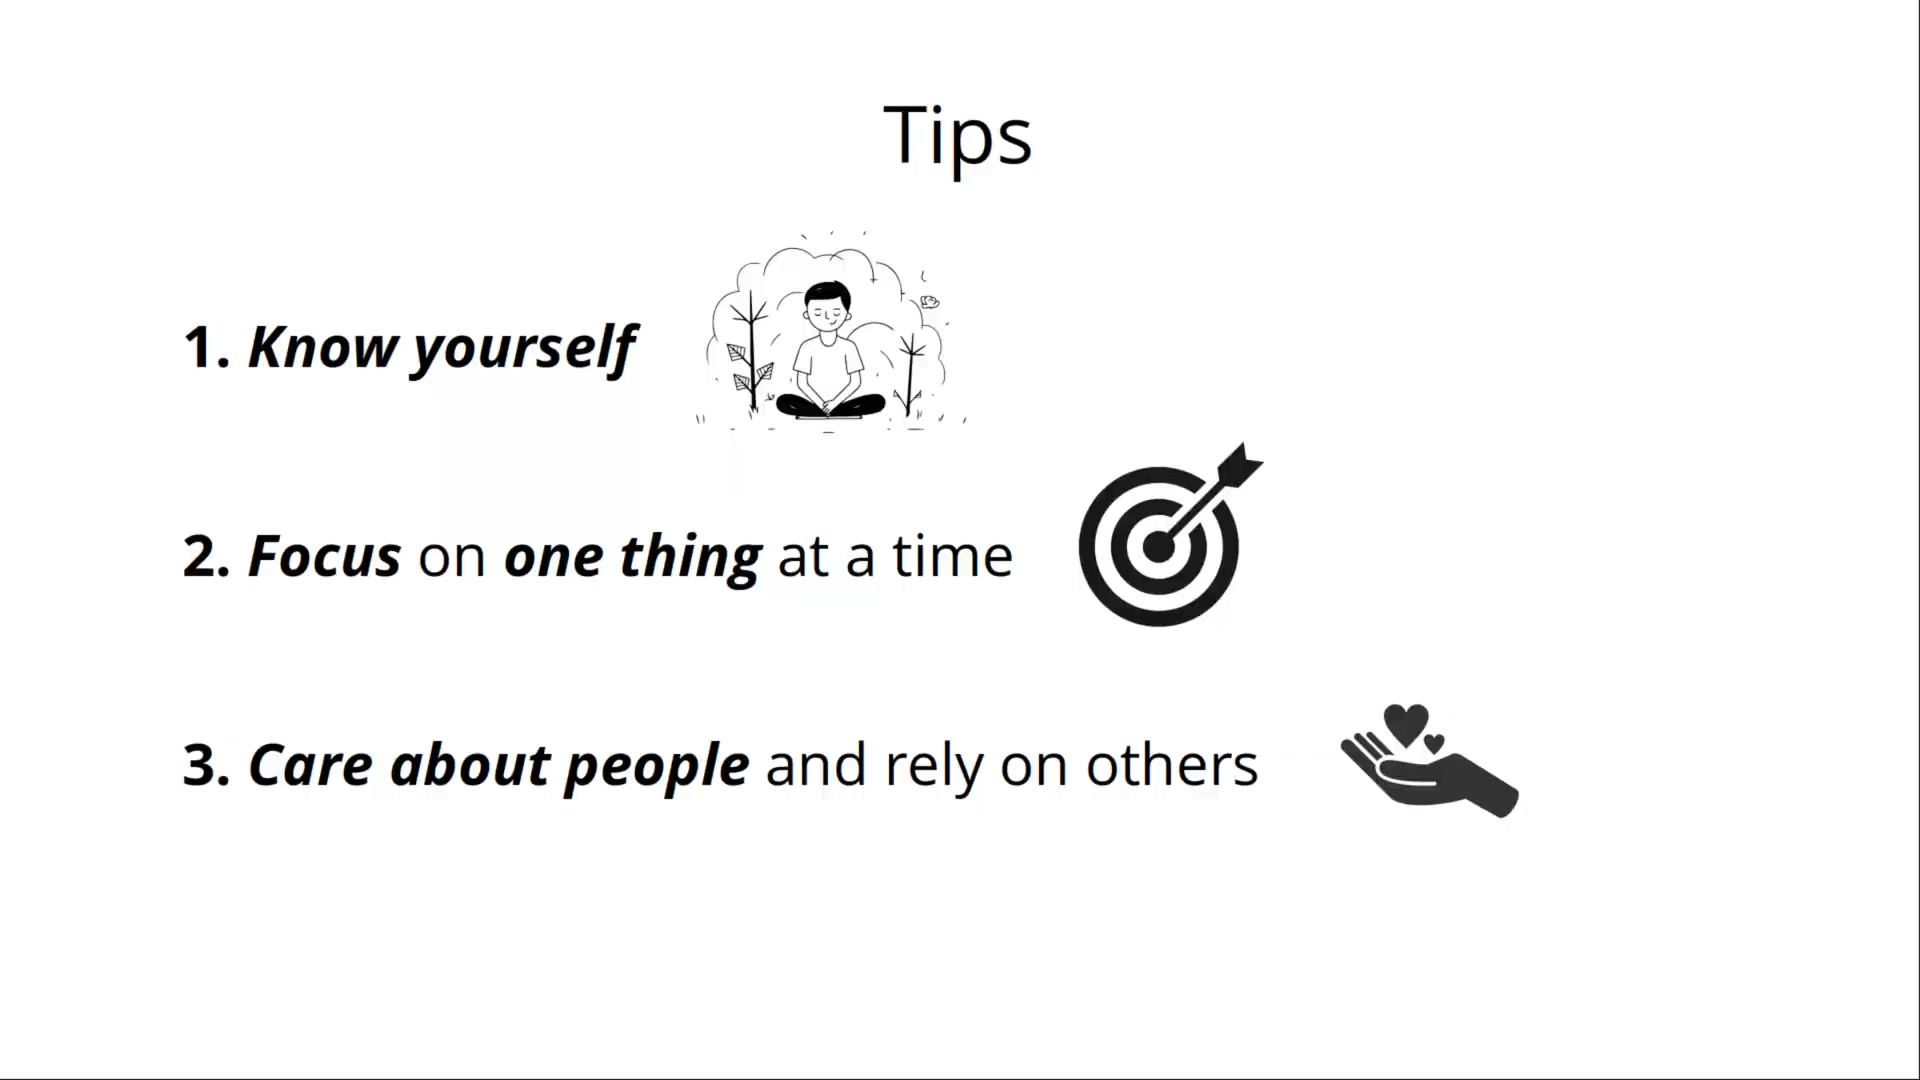 Tips
1. Know yourself
2. Focus on one thing at a time
3. Care about people and rely on others